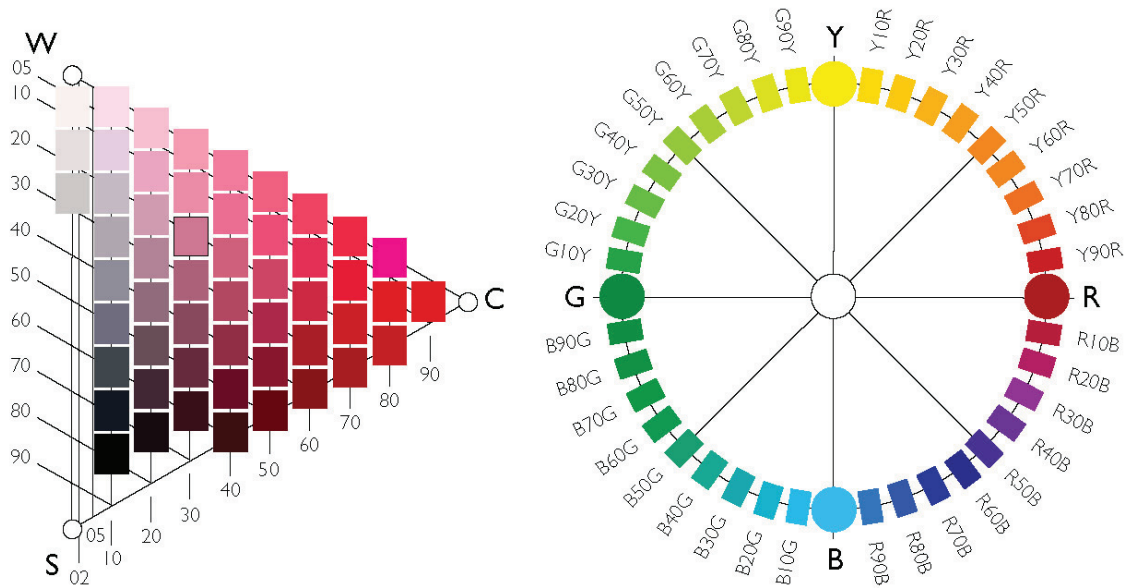 W
05
10
20
30
40
50
60
70
80
90
S
02
05
10
20
30
40
50
60
70
80
90
C
Y
Y10R
Y20R
Y30R
Y40R
Y50R
Y60R
Y70R
Y80R
Y90R
R
R10B
R20B
R30B
R40B
R50B
R60B
R70B
R80B
R90B
B
B10G
B20G
B30G
B40G
B50G
B60G
B70G
B80G
B90G
G
G10Y
G20Y
G30Y
G40Y
G50Y
G60Y
G70Y
G80Y
G90Y